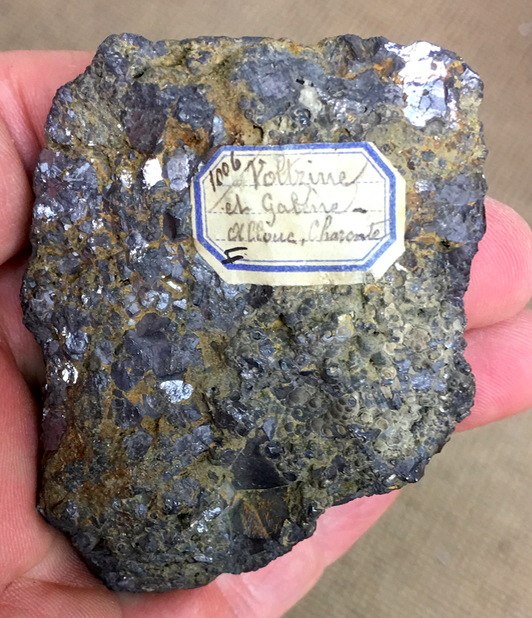 1006
Voltzine
et Galène
Alloue, Charente